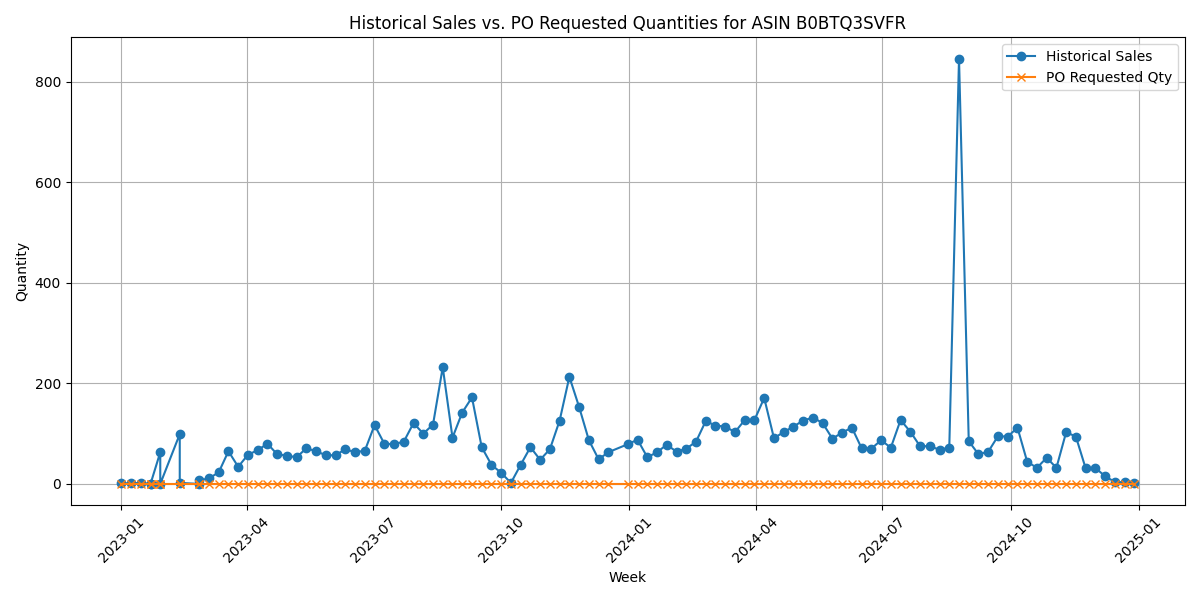 Historical Sales vs. PO Requested Quantities for ASIN B0BTQ3SVFR
Historical Sales
PO Requested Qty
800
600
400
200
0
Quantity
2023-01
2023-04
2023-07
2023-10
2024-01
2024-04
2024-07
2024-10
2025-01
Week